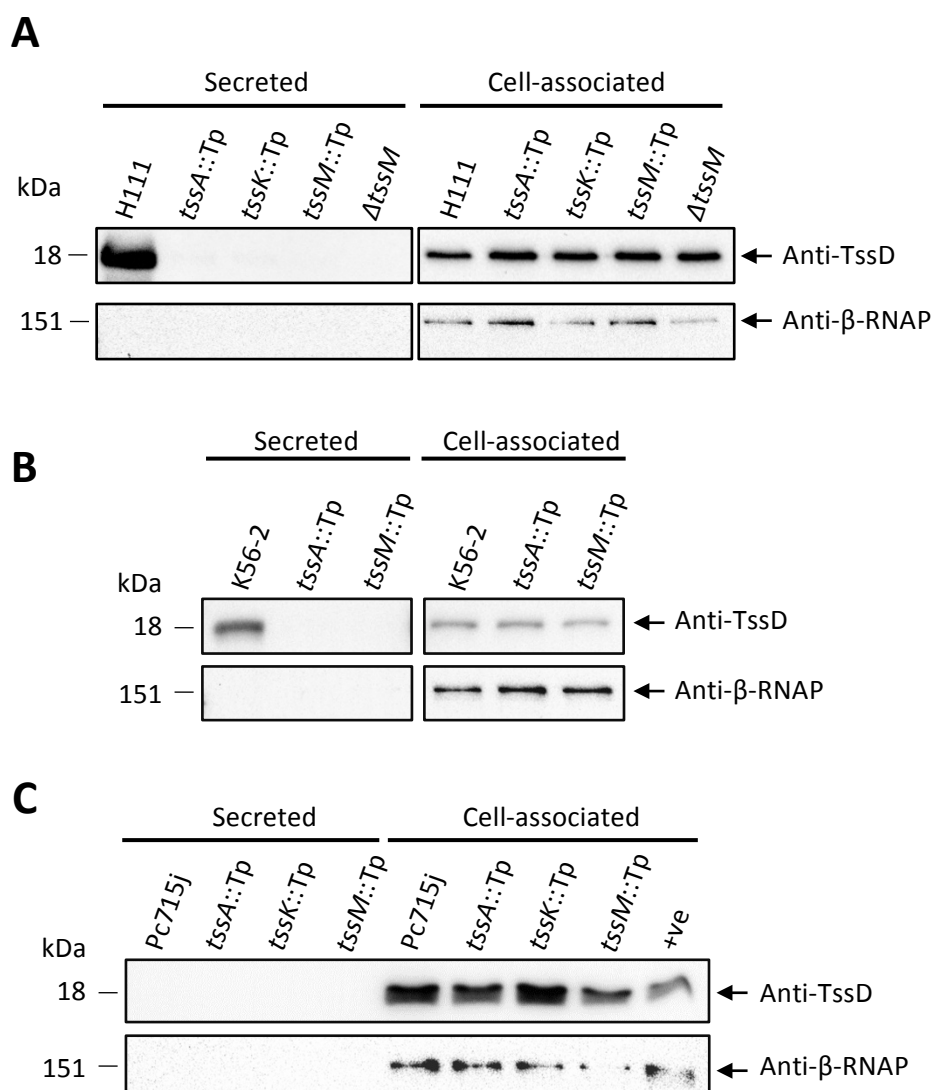 A
Secreted Cell-associated
kDa H111 tssA::Tp tssK::Tp tssM::Tp ΔtssM H111 tssA::Tp tssK::Tp tssM::Tp ΔtssM
18 Anti-TssD
151 Anti-β-RNAP
B
Secreted Cell-associated
kDa K56-2 tssA::Tp tssM::Tp K56-2 tssA::Tp tssM::Tp
18 Anti-TssD
151 Anti-β-RNAP
C
Secreted Cell-associated
kDa Pc715j tssA::Tp tssK::Tp tssM::Tp Pc715j tssA::Tp tssK::Tp tssM::Tp +ve
18 Anti-TssD
151 Anti-β-RNAP